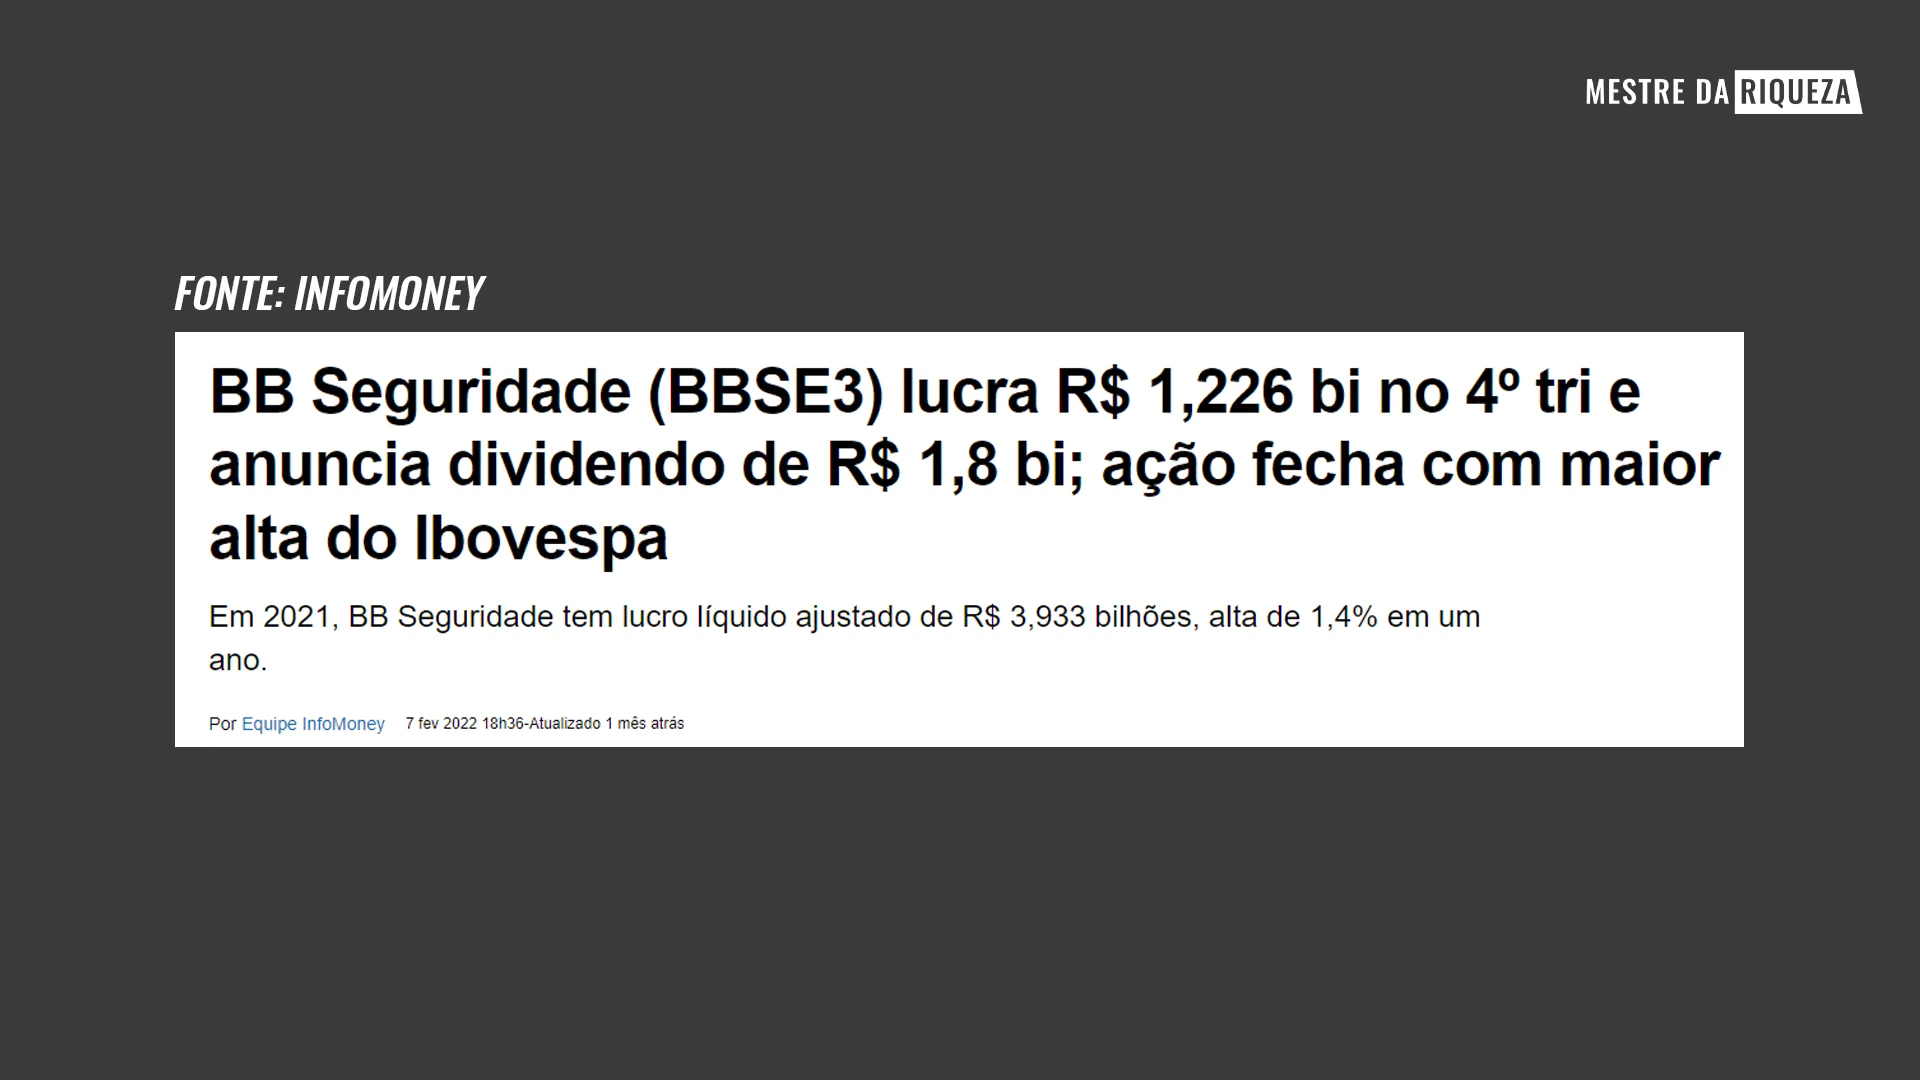 MESTRE DA RIQUEZA
FONTE: INFOMONEY
BB Seguridade (BBSE3) lucra R$ 1,226 bi no 4º tri e
anuncia dividendo de R$ 1,8 bi; ação fecha com maior
alta do Ibovespa
Em 2021, BB Seguridade tem lucro líquido ajustado de R$ 3,933 bilhões, alta de 1,4% em um
ano.
Por Equipe InfoMoney 7 fev 2022 18h36-Atualizado 1 mês atrás